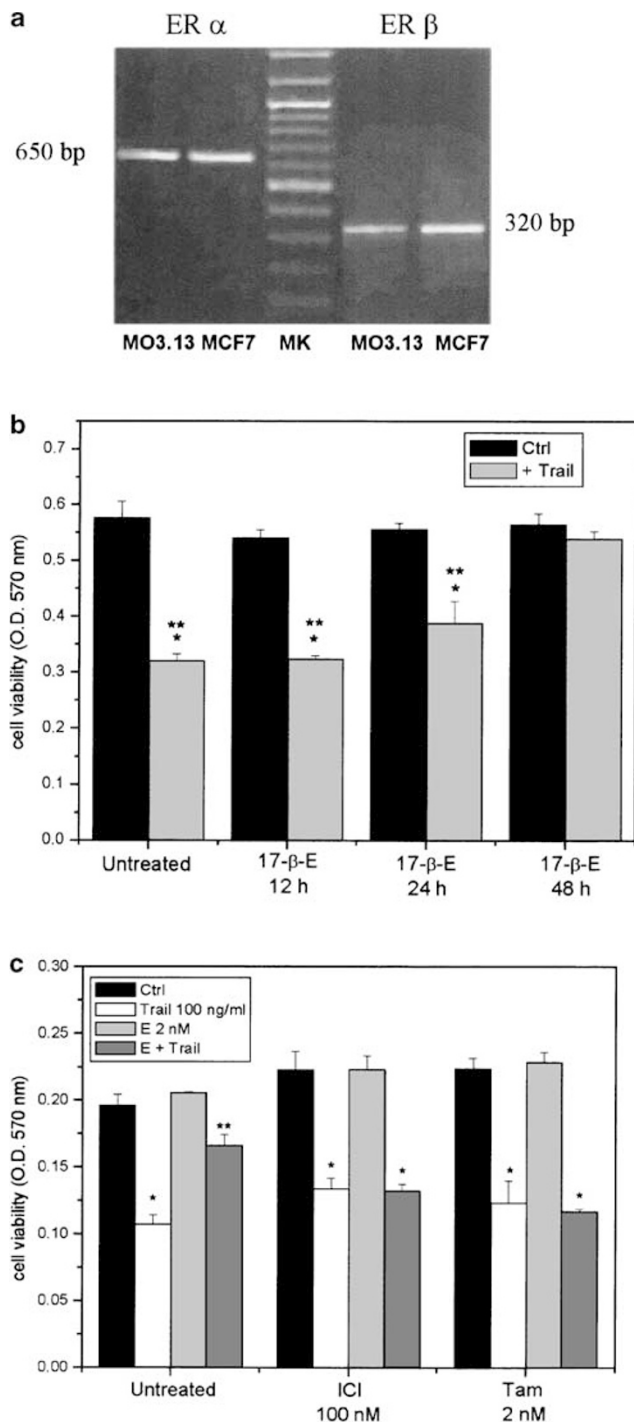 a
ER α
ER β
650 bp
320 bp
MO3.13 MCF7 MK MO3.13 MCF7
b
Ctrl
+ Trail
cell viability (O.D. 570 nm)
0.7
0.6
0.5
0.4
0.3
0.2
0.1
0.0
**
*
**
*
**
*
Untreated
17-β-E
12 h
17-β-E
24 h
17-β-E
48 h
c
Ctrl
Trail 100 ng/ml
E 2 nM
E + Trail
cell viability (O.D. 570 nm)
0.30
0.25
0.20
0.15
0.10
0.05
0.00
*
**
*
*
*
*
Untreated
ICI
100 nM
Tam
2 nM